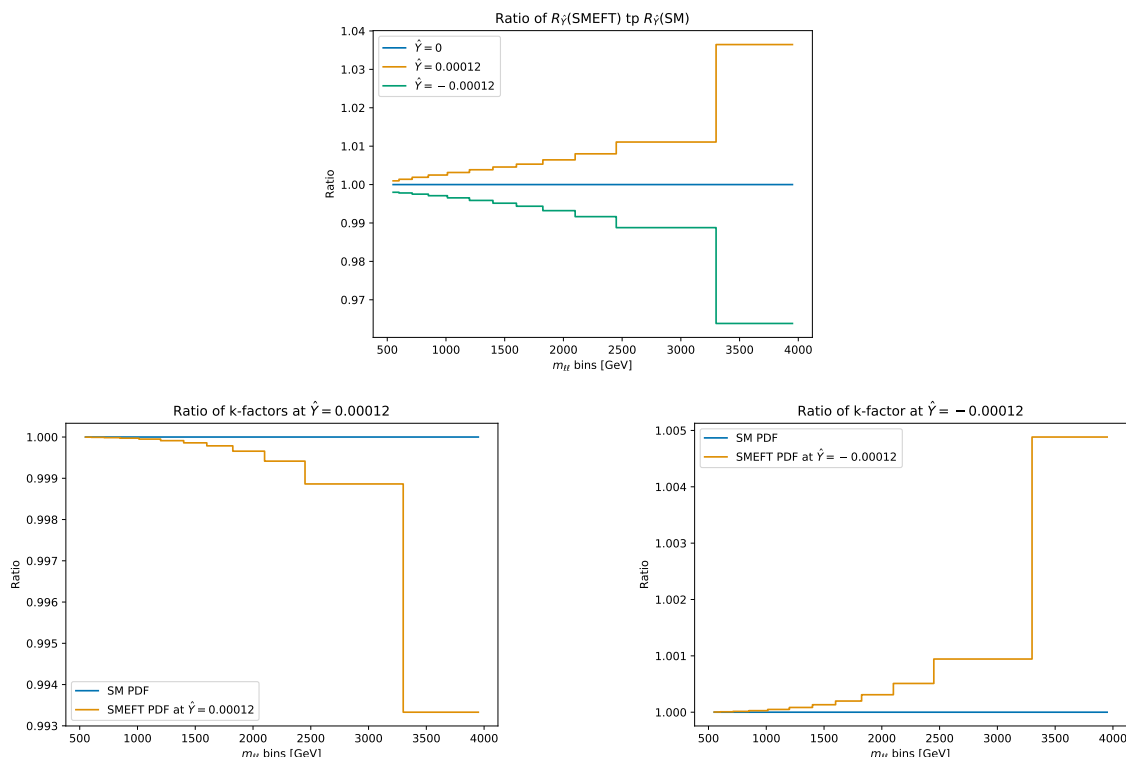 Ratio of R_Ŷ(SMEFT) tp R_Ŷ(SM)
Ŷ = 0
Ŷ = 0.00012
Ŷ = − 0.00012
Ratio
1.04
1.03
1.02
1.01
1.00
0.99
0.98
0.97
500 1000 1500 2000 2500 3000 3500 4000
m_ℓℓ bins [GeV]
Ratio of k-factors at Ŷ = 0.00012
Ratio
1.000
0.999
0.998
0.997
0.996
0.995
0.994
0.993
SM PDF
SMEFT PDF at Ŷ = 0.00012
500 1000 1500 2000 2500 3000 3500 4000
m_ℓℓ bins [GeV]
Ratio of k-factor at Ŷ = − 0.00012
SM PDF
SMEFT PDF at Ŷ = − 0.00012
Ratio
1.005
1.004
1.003
1.002
1.001
1.000
500 1000 1500 2000 2500 3000 3500 4000
m_ℓℓ bins [GeV]